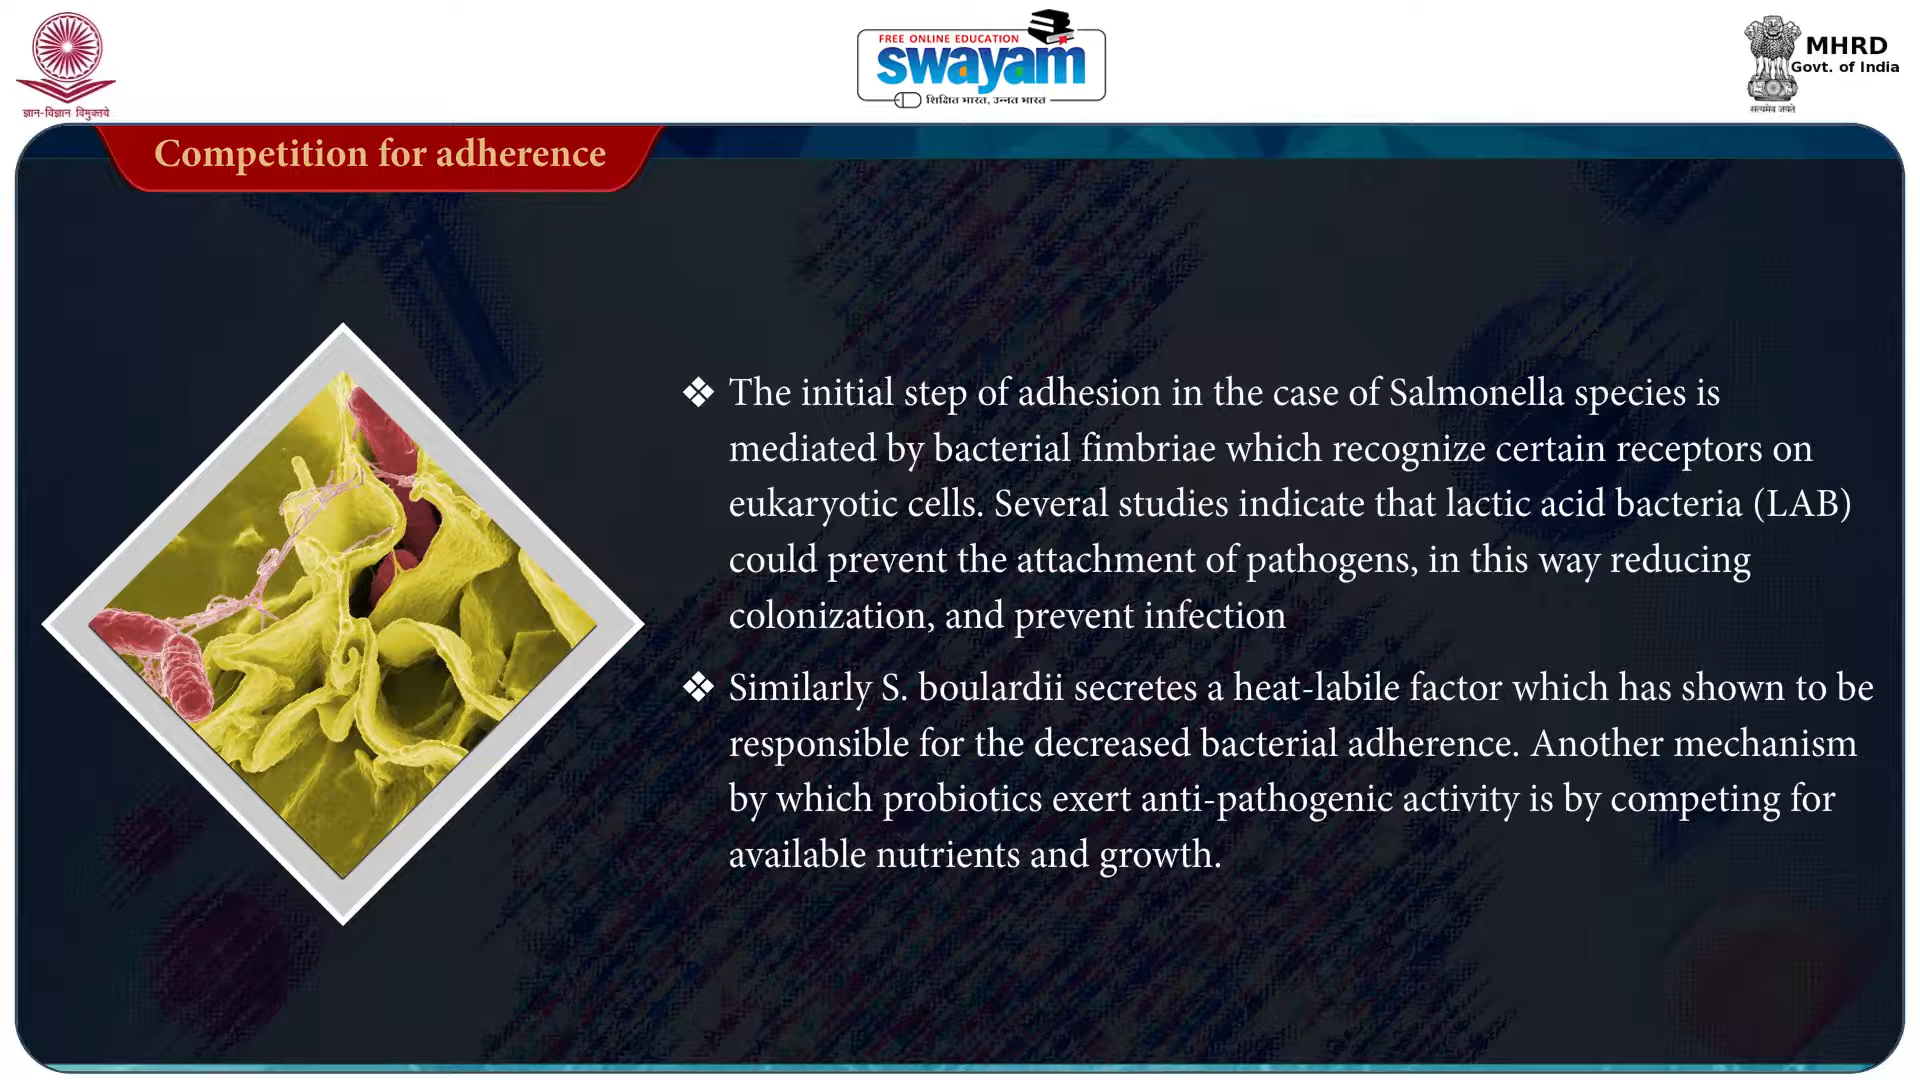 ज्ञान-विज्ञान विमुक्तये
FREE ONLINE EDUCATION
swayam
शिक्षित भारत, उन्नत भारत
MHRD
Govt. of India
सत्यमेव जयते
Competition for adherence
❖ The initial step of adhesion in the case of Salmonella species is
mediated by bacterial fimbriae which recognize certain receptors on
eukaryotic cells. Several studies indicate that lactic acid bacteria (LAB)
could prevent the attachment of pathogens, in this way reducing
colonization, and prevent infection
❖ Similarly S. boulardii secretes a heat-labile factor which has shown to be
responsible for the decreased bacterial adherence. Another mechanism
by which probiotics exert anti-pathogenic activity is by competing for
available nutrients and growth.